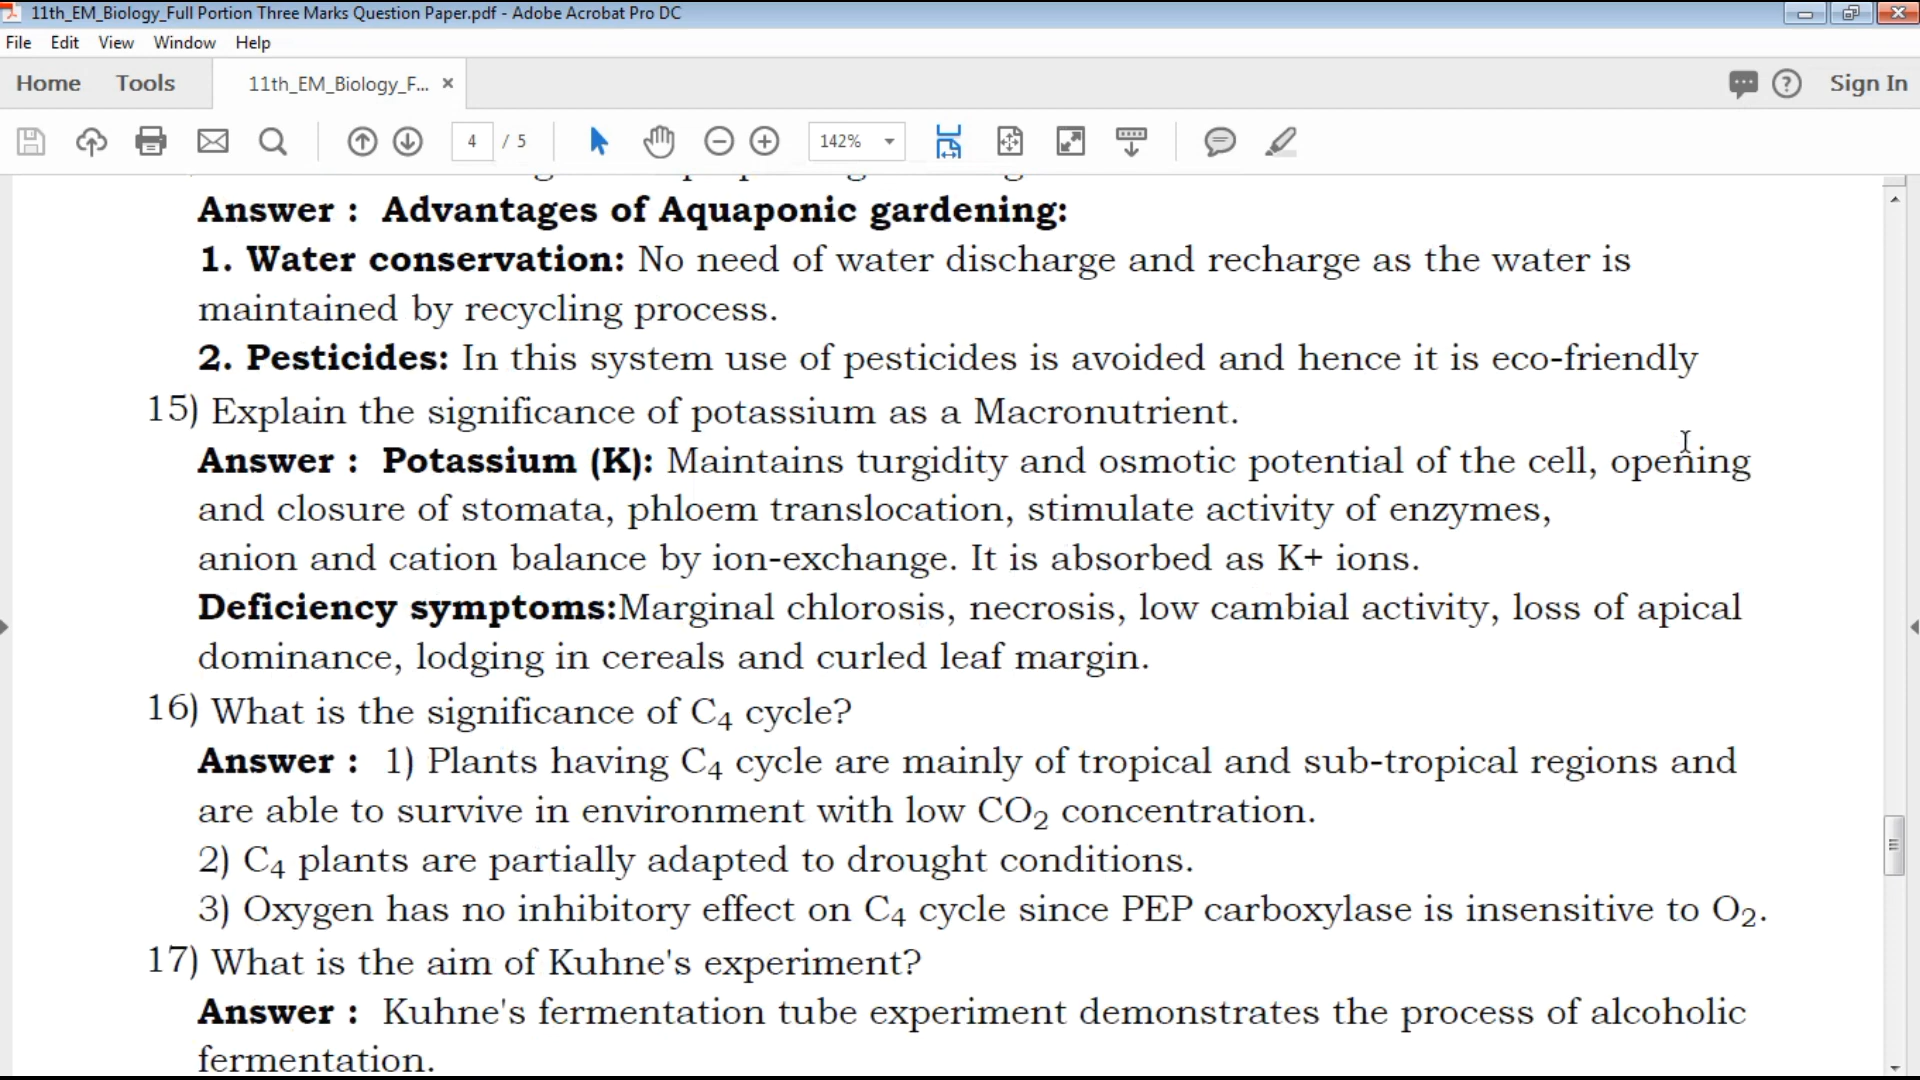 11th_EM_Biology_Full Portion Three Marks Question Paper.pdf - Adobe Acrobat Pro DC
File Edit View Window Help
Home Tools 11th_EM_Biology_F... × Sign In
4 / 5 142%
Answer : Advantages of Aquaponic gardening:
1. Water conservation: No need of water discharge and recharge as the water is
maintained by recycling process.
2. Pesticides: In this system use of pesticides is avoided and hence it is eco-friendly
15) Explain the significance of potassium as a Macronutrient.
Answer : Potassium (K): Maintains turgidity and osmotic potential of the cell, opening
and closure of stomata, phloem translocation, stimulate activity of enzymes,
anion and cation balance by ion-exchange. It is absorbed as K+ ions.
Deficiency symptoms:Marginal chlorosis, necrosis, low cambial activity, loss of apical
dominance, lodging in cereals and curled leaf margin.
16) What is the significance of C₄ cycle?
Answer : 1) Plants having C₄ cycle are mainly of tropical and sub-tropical regions and
are able to survive in environment with low CO₂ concentration.
2) C₄ plants are partially adapted to drought conditions.
3) Oxygen has no inhibitory effect on C₄ cycle since PEP carboxylase is insensitive to O₂.
17) What is the aim of Kuhne's experiment?
Answer : Kuhne's fermentation tube experiment demonstrates the process of alcoholic
fermentation.